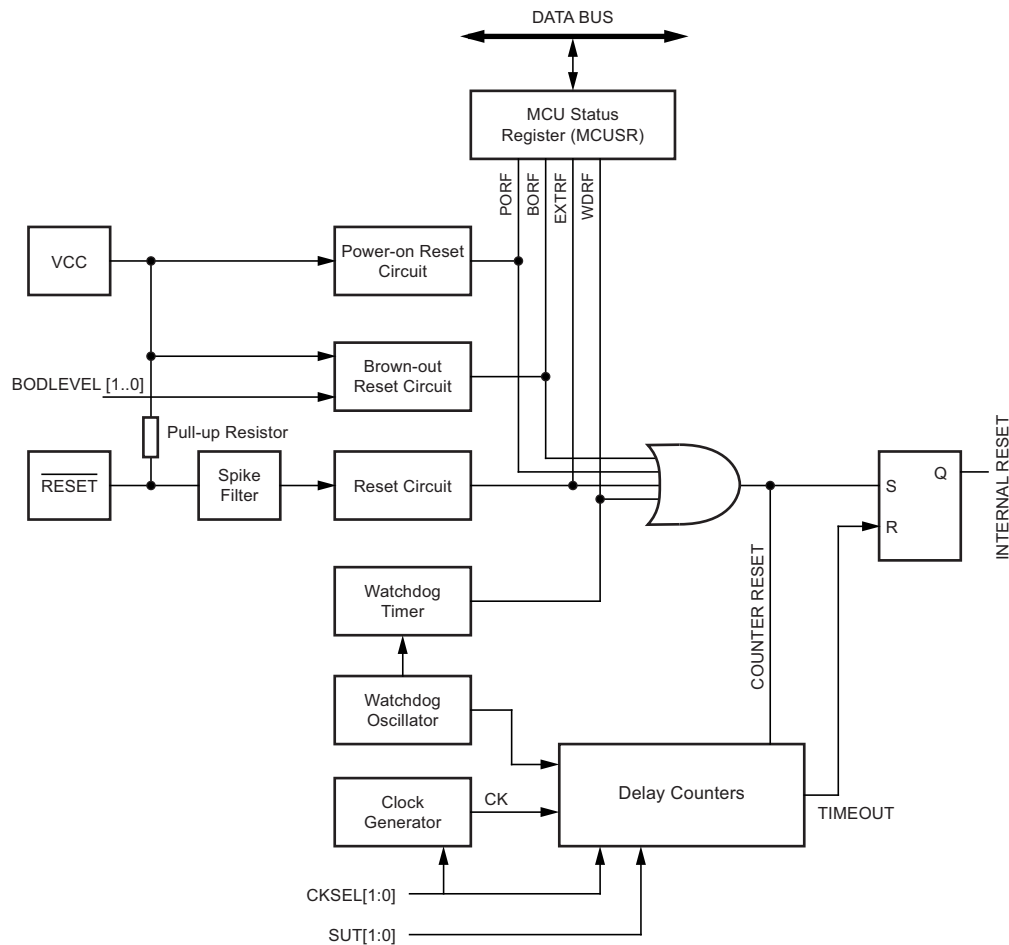 DATA BUS
MCU Status
Register (MCUSR)
PORF
BORF
EXTRF
WDRF
VCC
Power-on Reset
Circuit
BODLEVEL [1..0]
Brown-out
Reset Circuit
Pull-up Resistor
RESET
Spike
Filter
Reset Circuit
S
Q
R
INTERNAL RESET
Watchdog
Timer
COUNTER RESET
Watchdog
Oscillator
Clock
Generator
CK
Delay Counters
TIMEOUT
CKSEL[1:0]
SUT[1:0]